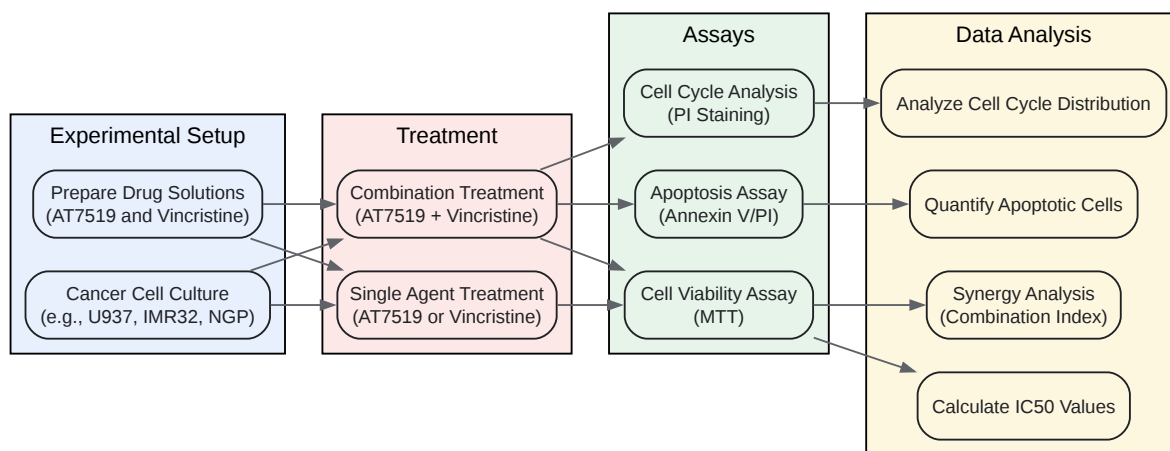 Experimental Setup
Prepare Drug Solutions
(AT7519 and Vincristine)
Cancer Cell Culture
(e.g., U937, IMR32, NGP)
Treatment
Combination Treatment
(AT7519 + Vincristine)
Single Agent Treatment
(AT7519 or Vincristine)
Assays
Cell Cycle Analysis
(PI Staining)
Apoptosis Assay
(Annexin V/PI)
Cell Viability Assay
(MTT)
Data Analysis
Analyze Cell Cycle Distribution
Quantify Apoptotic Cells
Synergy Analysis
(Combination Index)
Calculate IC50 Values